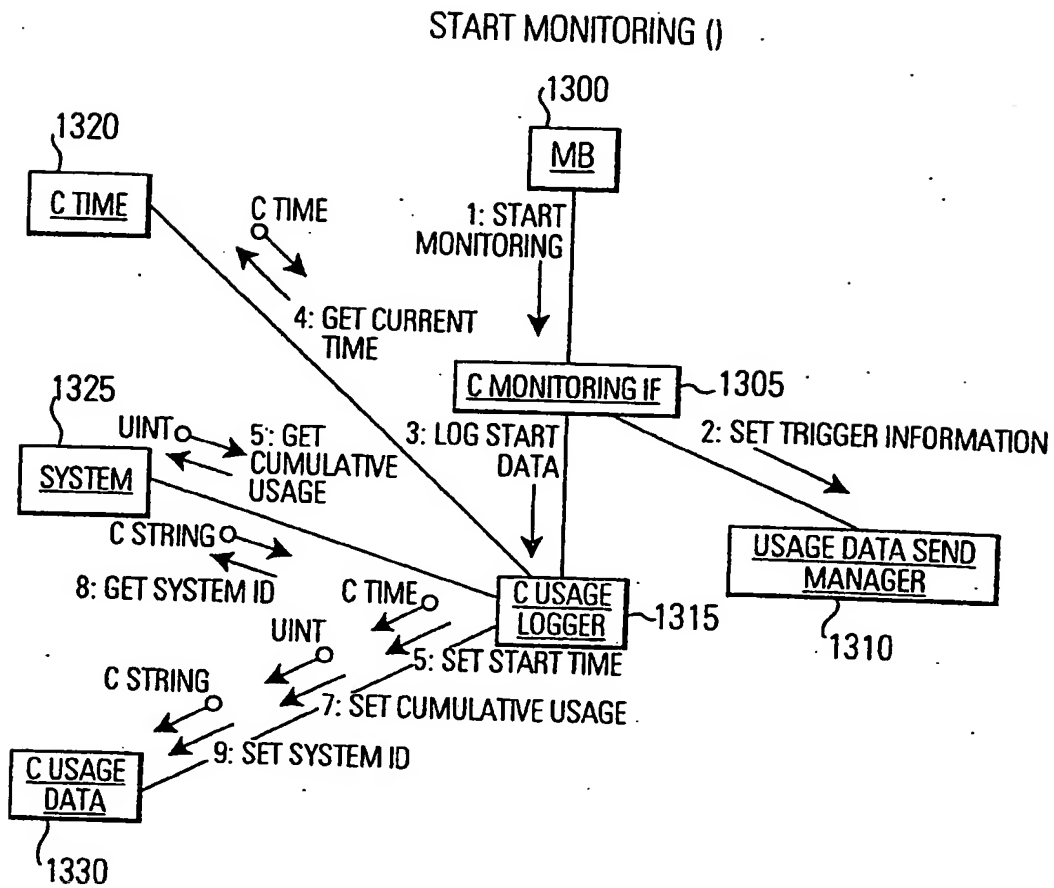 START MONITORING ()
1300
MB
1320
C TIME
C TIME
1: START
MONITORING
4: GET CURRENT
TIME
C MONITORING IF
1305
1325
UINT
5: GET
CUMULATIVE
USAGE
SYSTEM
3: LOG START
DATA
2: SET TRIGGER INFORMATION
C STRING
8: GET SYSTEM ID
USAGE DATA SEND
MANAGER
1310
C TIME
C USAGE
LOGGER
1315
UINT
5: SET START TIME
C STRING
7: SET CUMULATIVE USAGE
9: SET SYSTEM ID
C USAGE
DATA
1330